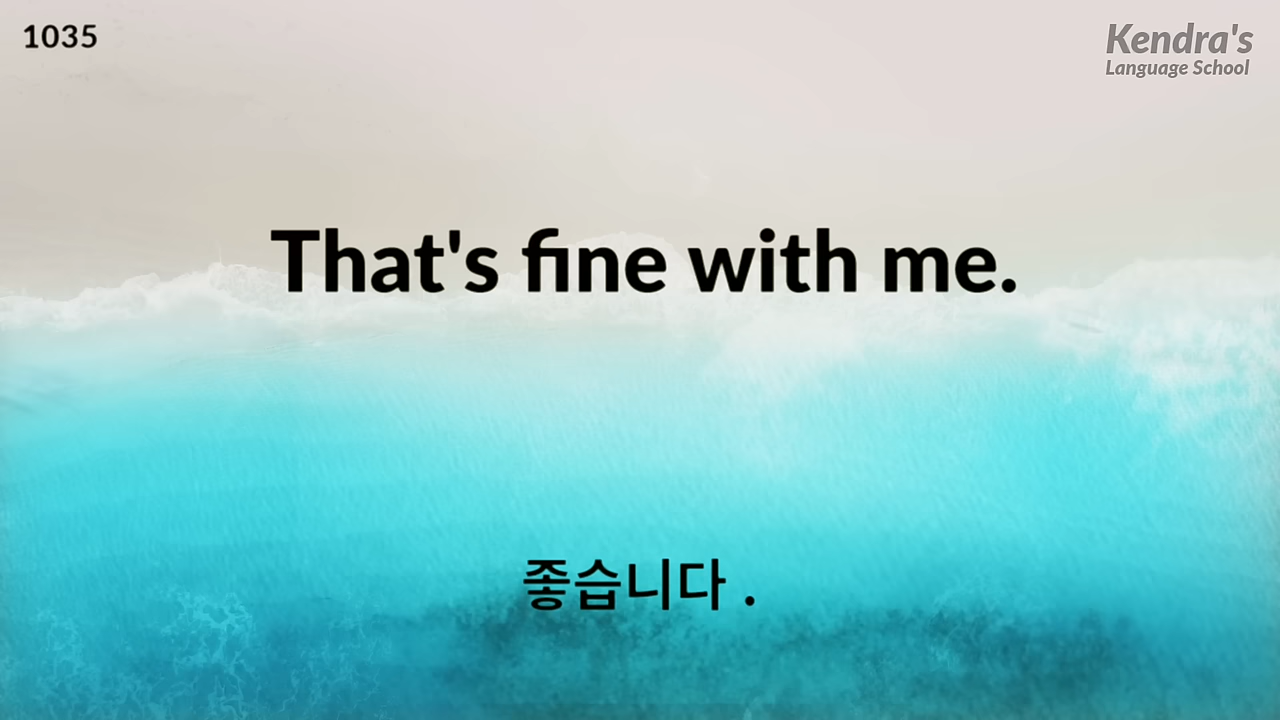 1035
Kendra's
Language School
That's fine with me.
좋습니다 .